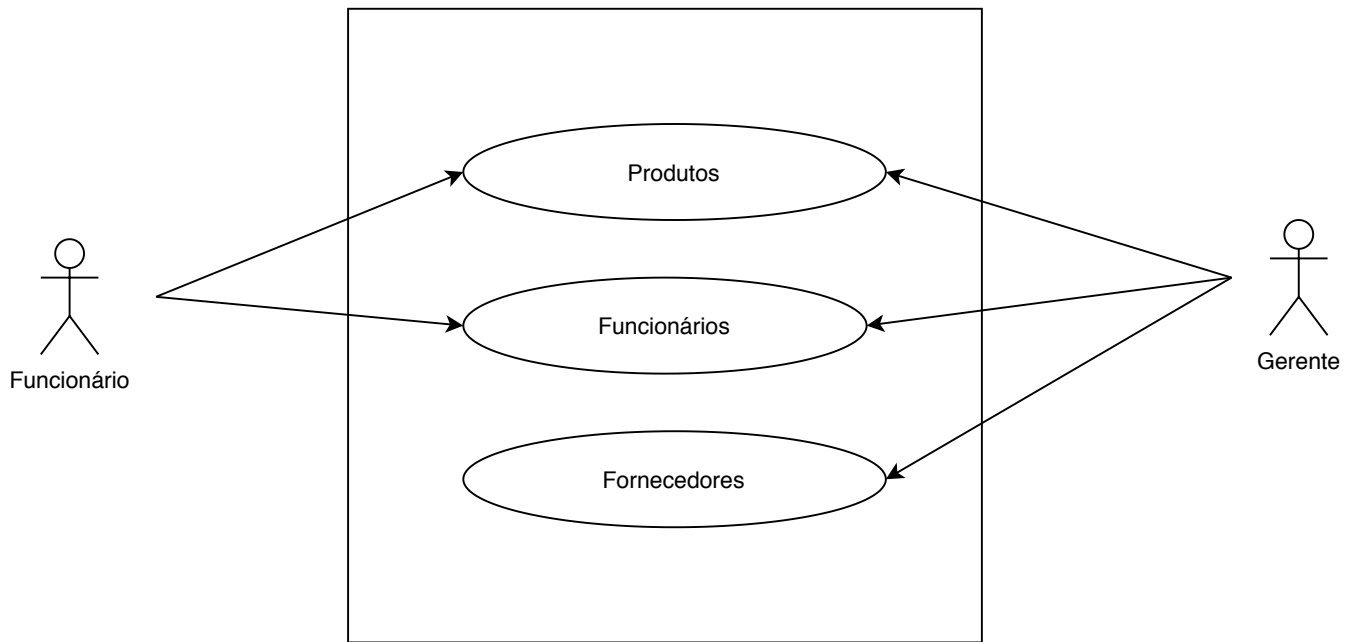 Produtos
Funcionários
Funcionário
Gerente
Fornecedores